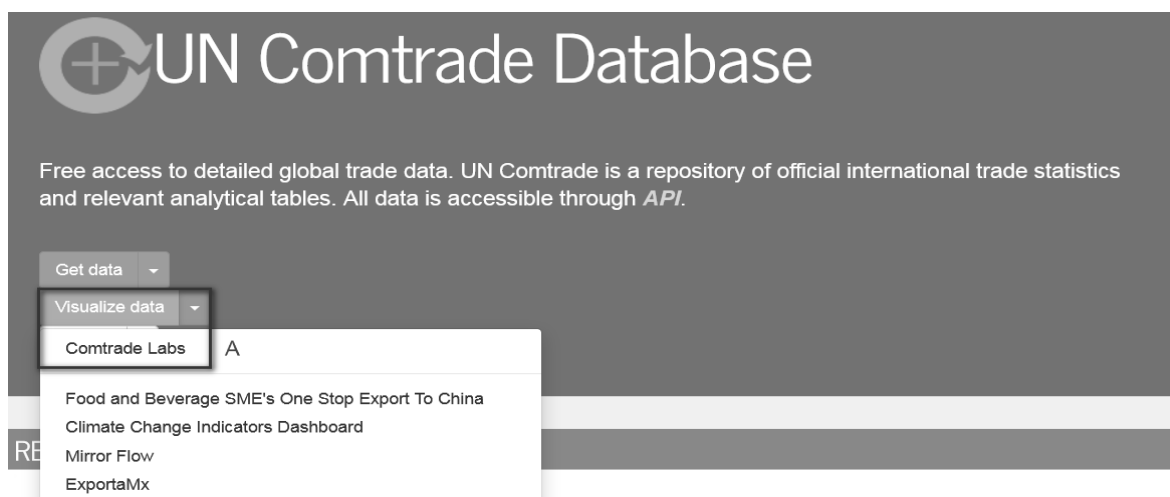 UN Comtrade Database
Free access to detailed global trade data. UN Comtrade is a repository of official international trade statistics
and relevant analytical tables. All data is accessible through API.
Get data
Visualize data
Comtrade Labs A
Food and Beverage SME's One Stop Export To China
Climate Change Indicators Dashboard
RE
Mirror Flow
ExportaMx